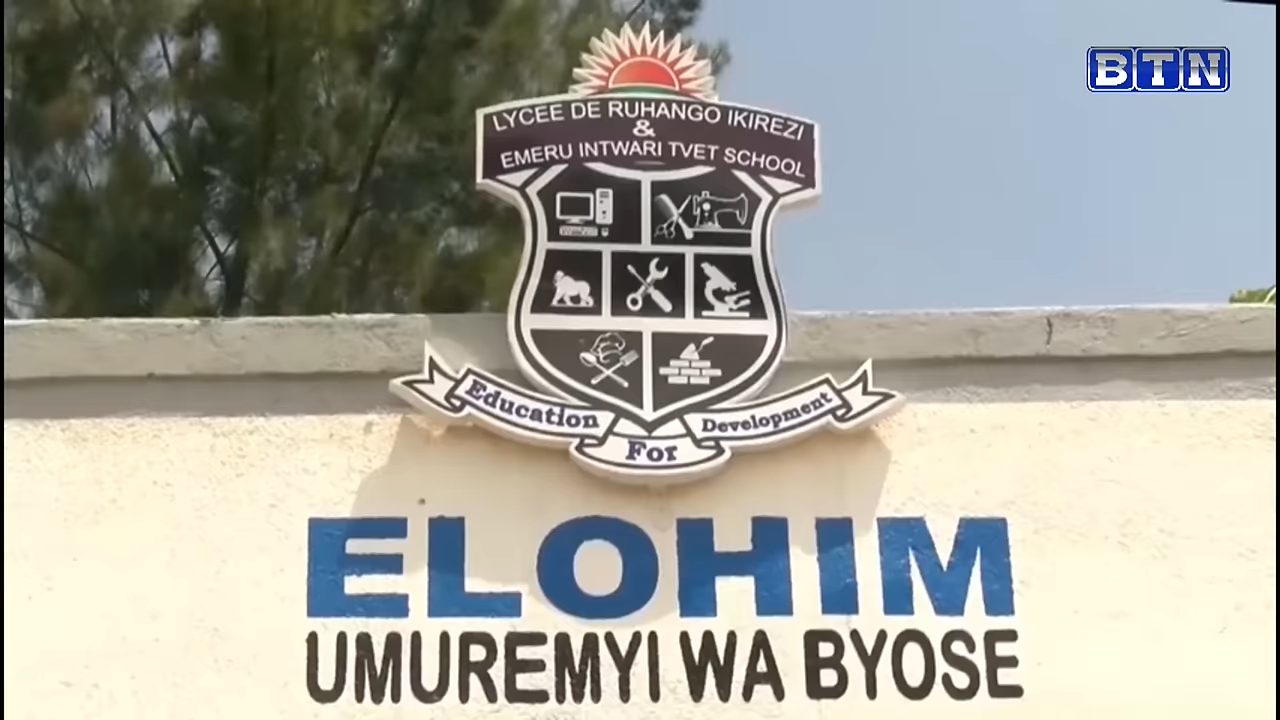 BTN
LYCEE DE RUHANGO IKIREZI
&
EMERU INTWARI TVET SCHOOL
Education For Development
ELOHIM
UMUREMYI WA BYOSE